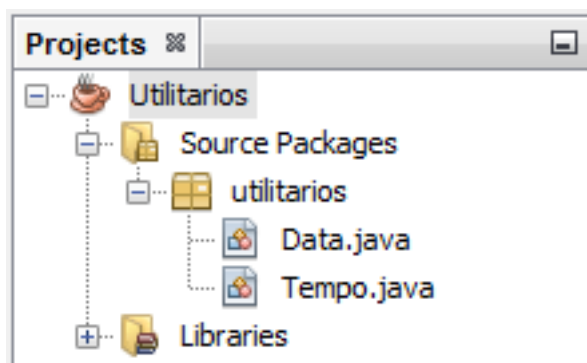 Projects
Utilitarios
Source Packages
utilitarios
Data.java
Tempo.java
Libraries